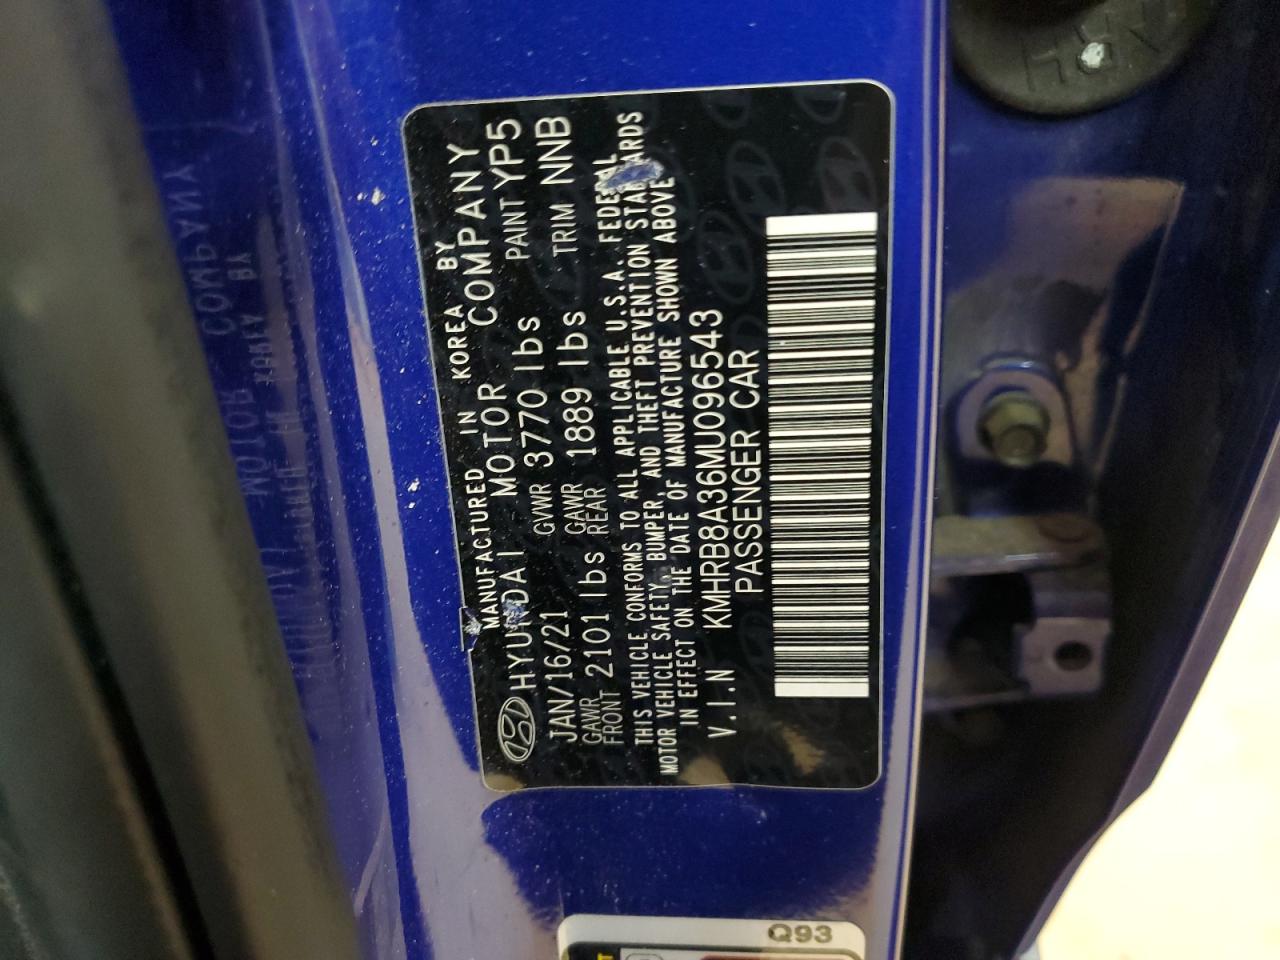 MANUFACTURED IN KOREA BY
HYUNDAI MOTOR COMPANY
JAN/16/21 GVWR 3770 lbs PAINT YP5
GAWR FRONT 2101 lbs GAWR REAR 1889 lbs TRIM NNB
THIS VEHICLE CONFORMS TO ALL APPLICABLE U.S.A. FEDERAL
MOTOR VEHICLE SAFETY, BUMPER, AND THEFT PREVENTION STANDARDS
IN EFFECT ON THE DATE OF MANUFACTURE SHOWN ABOVE
V.I.N KMHRB8A36MU096543
PASSENGER CAR
Q93